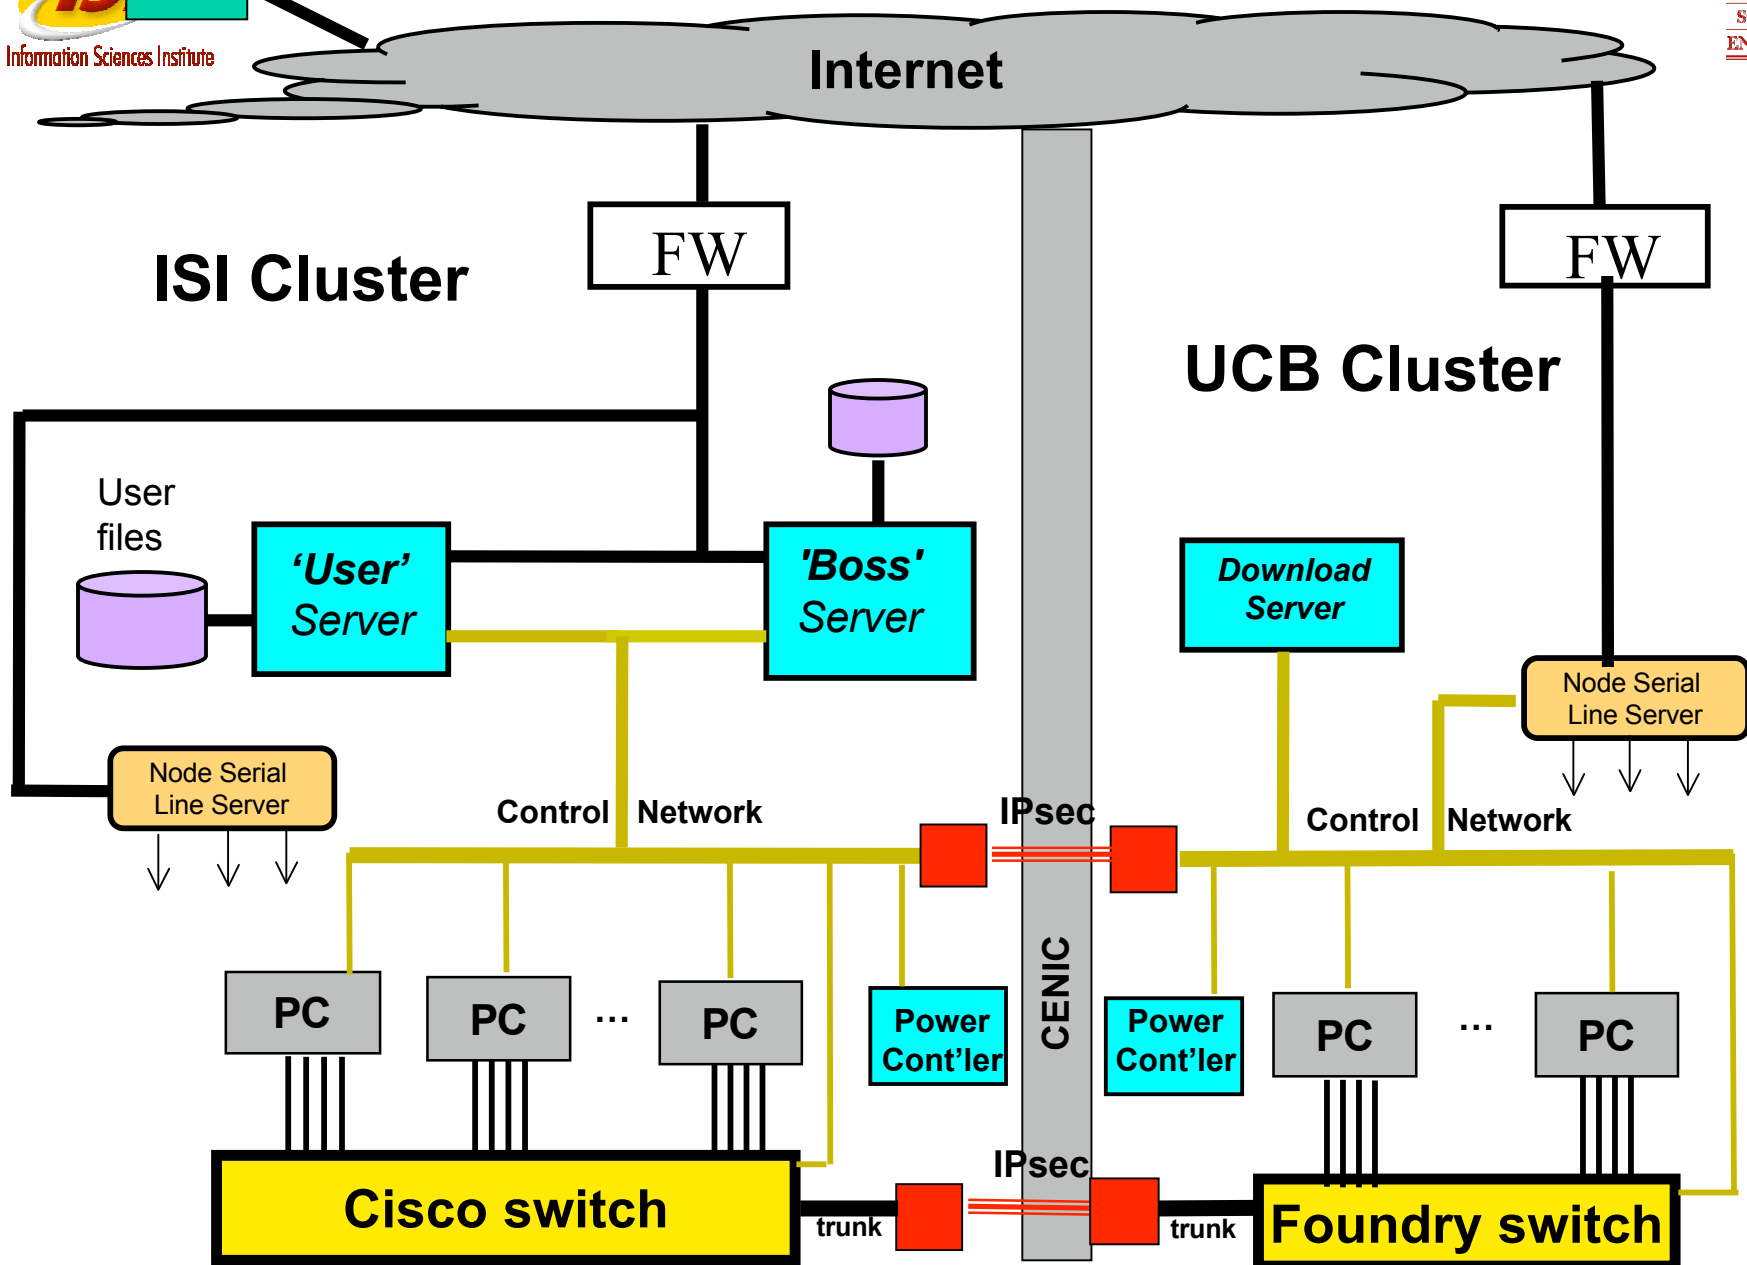 Information Sciences Institute
Internet
FW
FW
ISI Cluster
UCB Cluster
User
files
‘User’
Server
'Boss'
Server
Download
Server
Node Serial
Line Server
Node Serial
Line Server
Control Network
IPsec
Control Network
CENIC
PC
PC
...
PC
Power
Cont’ler
Power
Cont’ler
PC
...
PC
IPsec
Cisco switch
trunk
trunk
Foundry switch